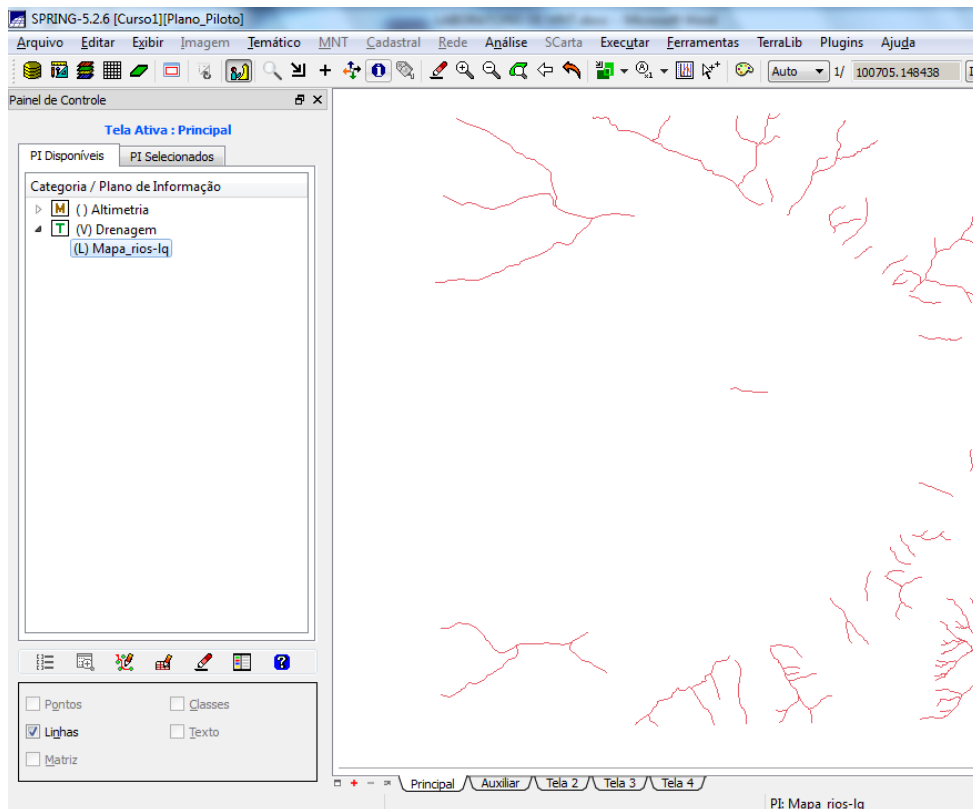 SPRING-5.2.6 [Curso1][Plano_Piloto]
Arquivo Editar Exibir Imagem Temático MNT Cadastral Rede Análise SCarta Executar Ferramentas TerraLib Plugins Ajuda
Auto 1/ 100705.148438
Painel de Controle
Tela Ativa : Principal
PI Disponíveis PI Selecionados
Categoria / Plano de Informação
M ( ) Altimetria
T (V) Drenagem
(L) Mapa_rios-lq
Pontos Classes
Linhas Texto
Matriz
Principal Auxiliar Tela 2 Tela 3 Tela 4
PI: Mapa_rios-lq